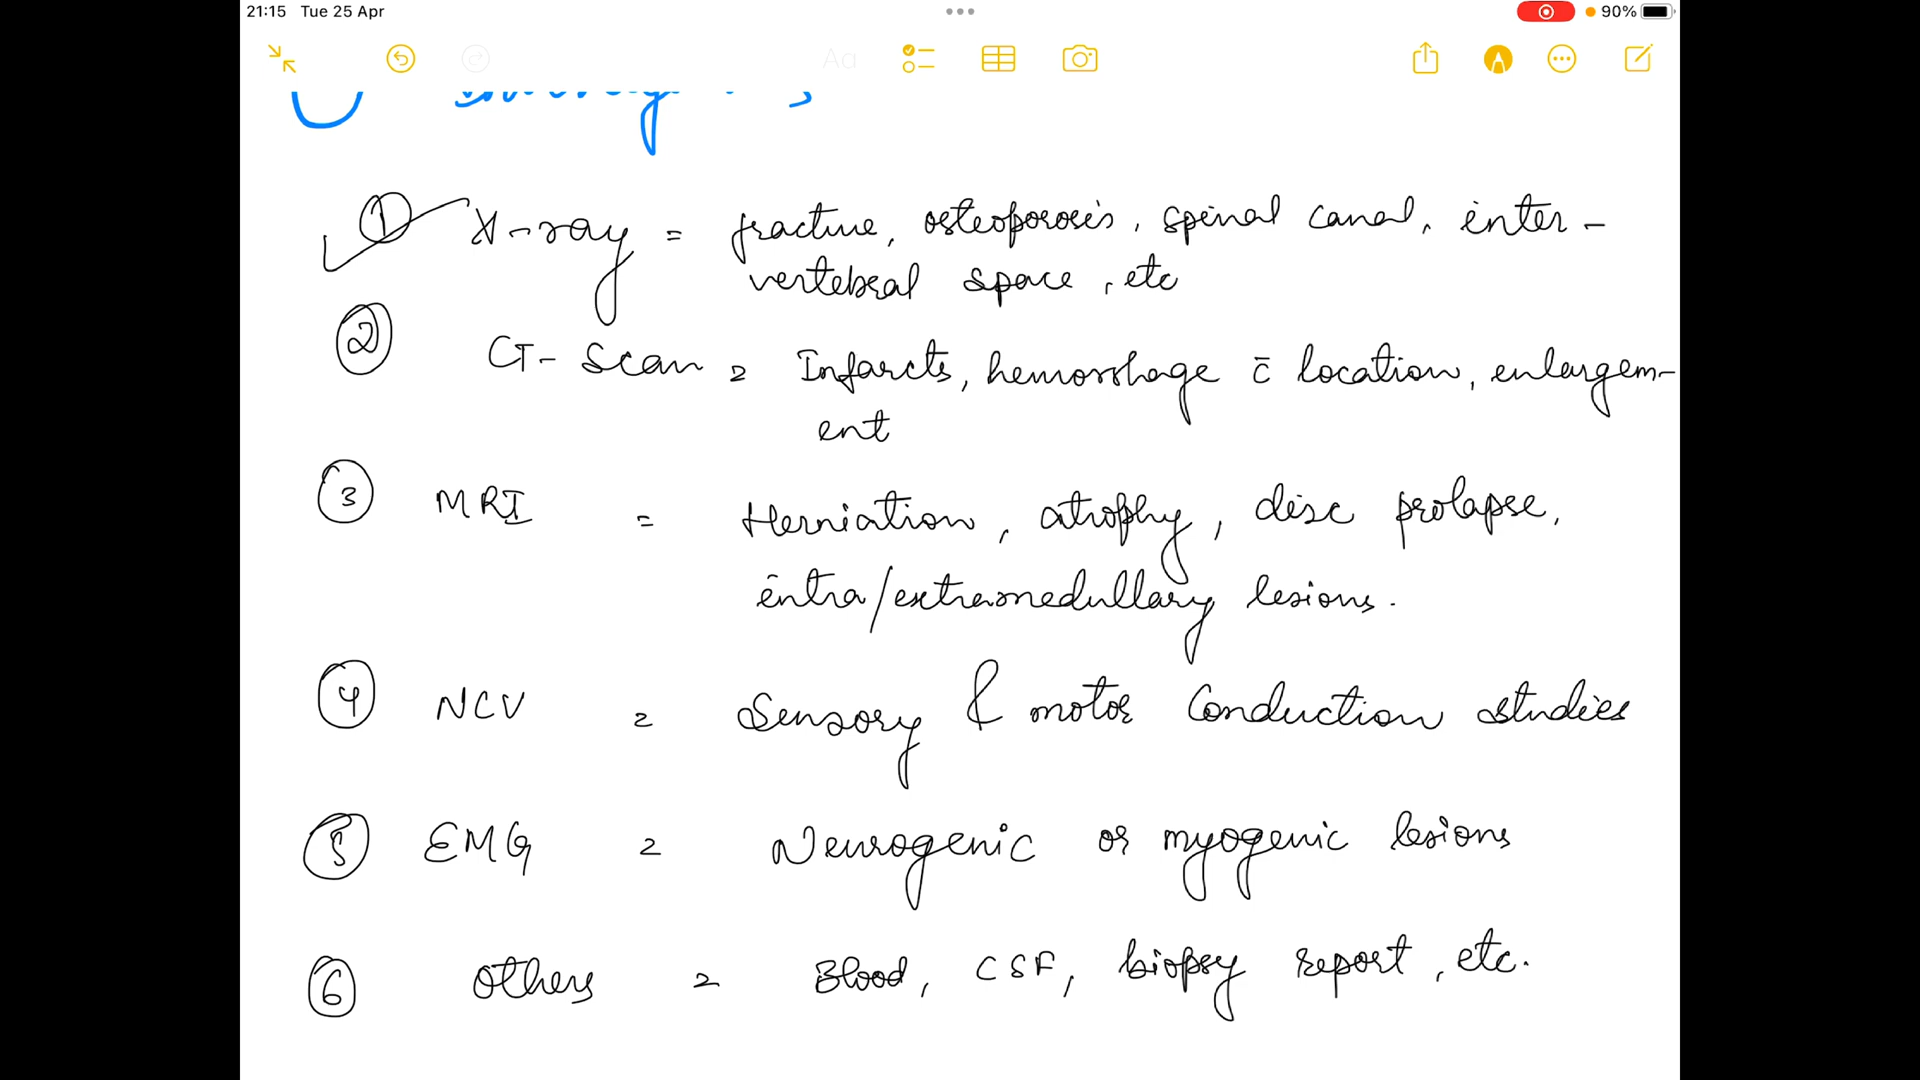 21:15 Tue 25 Apr
90%
Aa
① X-ray = fracture, osteoporosis, spinal canal, inter-
vertebral space, etc
② CT- Scan = Infarcts, hemorrhage c̄ location, enlargem-
ent
③ MRI = Herniation, atrophy, disc prolapse,
intra/extramedullary lesions.
④ NCV = Sensory & motor Conduction studies
⑤ EMG = Neurogenic or myogenic lesions
⑥ Others = Blood, CSF, biopsy report, etc.